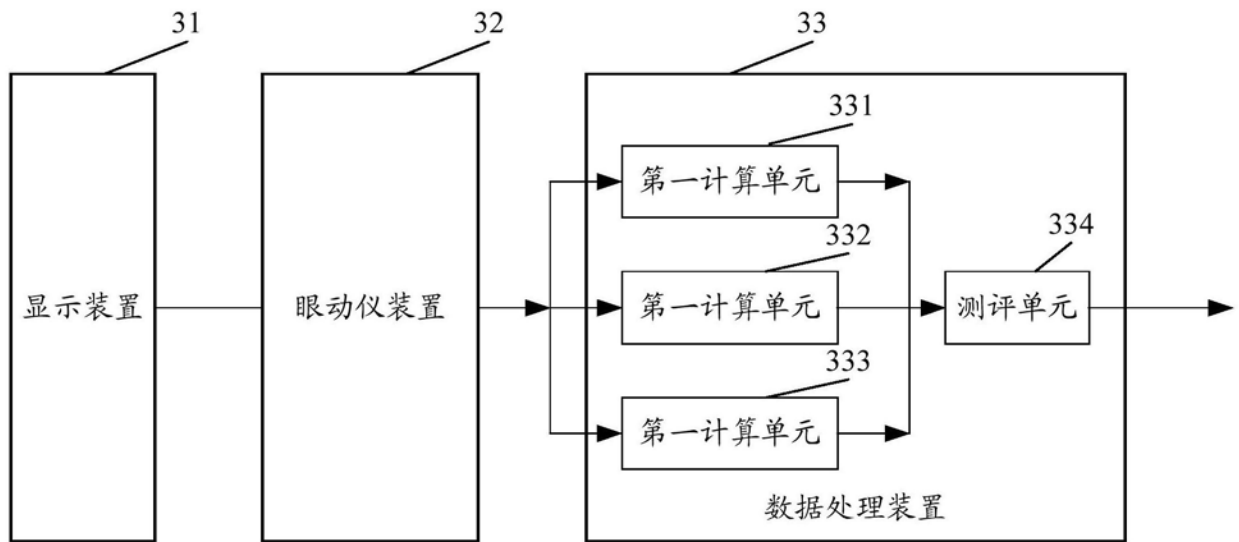 31
32
33
331
第一计算单元
332
334
显示装置
眼动仪装置
第一计算单元
测评单元
333
第一计算单元
数据处理装置